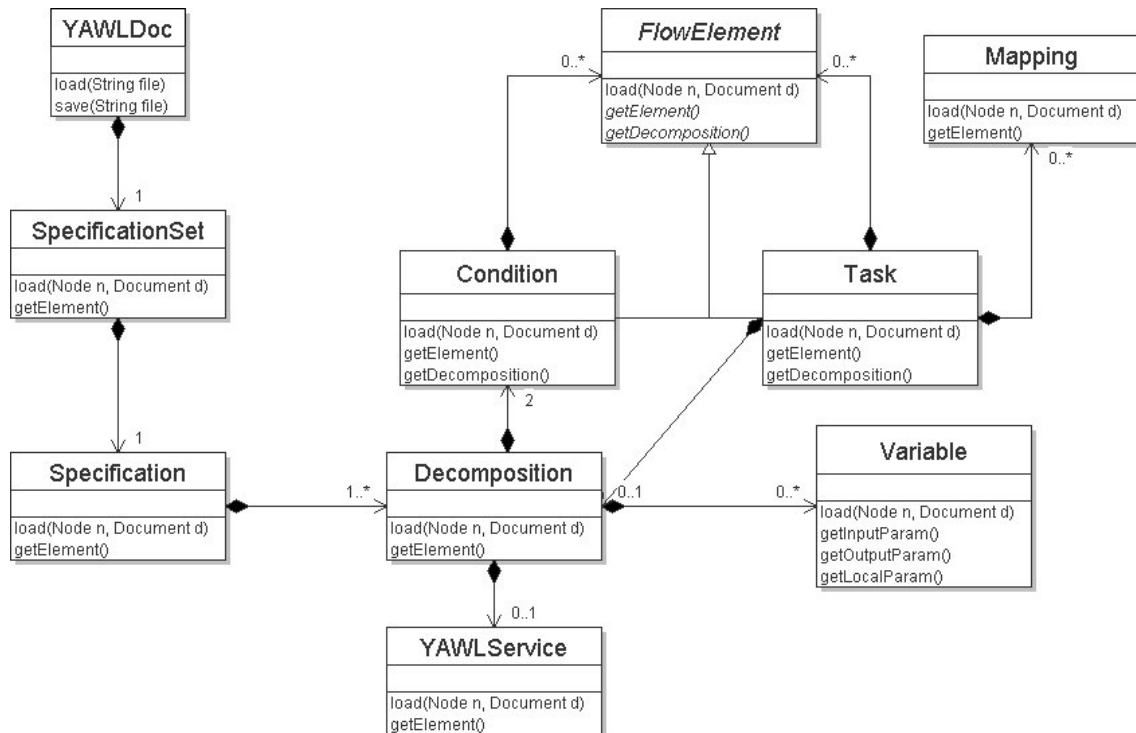 YAWLDoc
load(String file)
save(String file)
1
SpecificationSet
load(Node n, Document d)
getElement()
1
Specification
load(Node n, Document d)
getElement()
1..*
FlowElement
load(Node n, Document d)
getElement()
getDecomposition()
0..*
0..*
Mapping
load(Node n, Document d)
getElement()
0..*
Condition
load(Node n, Document d)
getElement()
getDecomposition()
2
Task
load(Node n, Document d)
getElement()
getDecomposition()
Decomposition
load(Node n, Document d)
getElement()
0..1
0..*
Variable
load(Node n, Document d)
getInputParam()
getOutputParam()
getLocalParam()
0..1
YAWLService
load(Node n, Document d)
getElement()